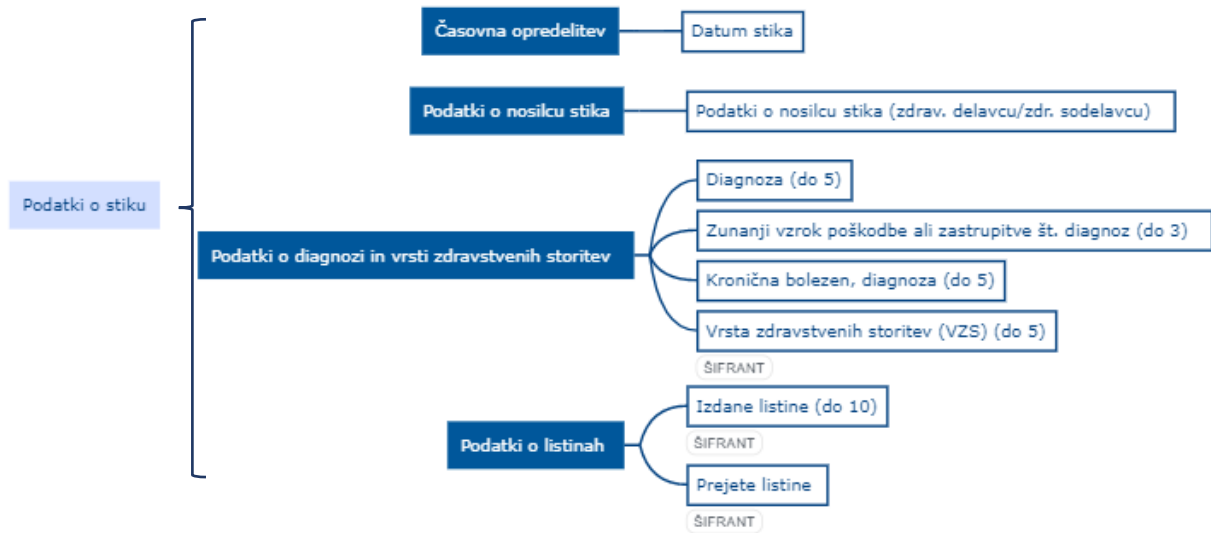 Podatki o stiku
Časovna opredelitev
Datum stika
Podatki o nosilcu stika
Podatki o nosilcu stika (zdrav. delavcu/zdr. sodelavcu)
Podatki o diagnozi in vrsti zdravstvenih storitev
Diagnoza (do 5)
Zunanji vzrok poškodbe ali zastrupitve št. diagnoz (do 3)
Kronična bolezen, diagnoza (do 5)
Vrsta zdravstvenih storitev (VZS) (do 5)
ŠIFRANT
Podatki o listinah
Izdane listine (do 10)
ŠIFRANT
Prejete listine
ŠIFRANT